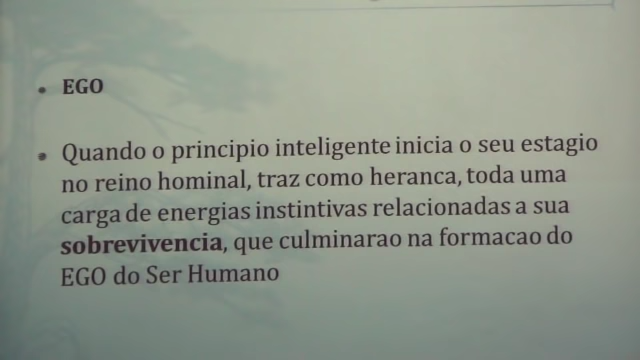 • EGO
• Quando o principio inteligente inicia o seu estagio
no reino hominal, traz como heranca, toda uma
carga de energias instintivas relacionadas a sua
sobrevivencia, que culminarao na formacao do
EGO do Ser Humano